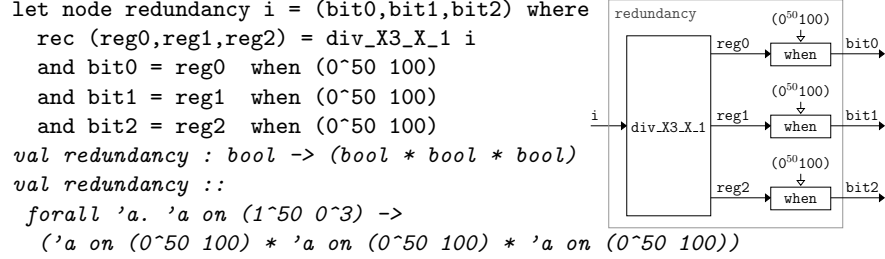 let node redundancy i = (bit0,bit1,bit2) where
rec (reg0,reg1,reg2) = div_X3_X_1 i
and bit0 = reg0 when (0^50 100)
and bit1 = reg1 when (0^50 100)
and bit2 = reg2 when (0^50 100)
val redundancy : bool -> (bool * bool * bool)
val redundancy ::
forall 'a. 'a on (1^50 0^3) ->
('a on (0^50 100) * 'a on (0^50 100) * 'a on (0^50 100))
redundancy
i
div_X3_X_1
(0⁵⁰100)
reg0
when
bit0
(0⁵⁰100)
reg1
when
bit1
(0⁵⁰100)
reg2
when
bit2